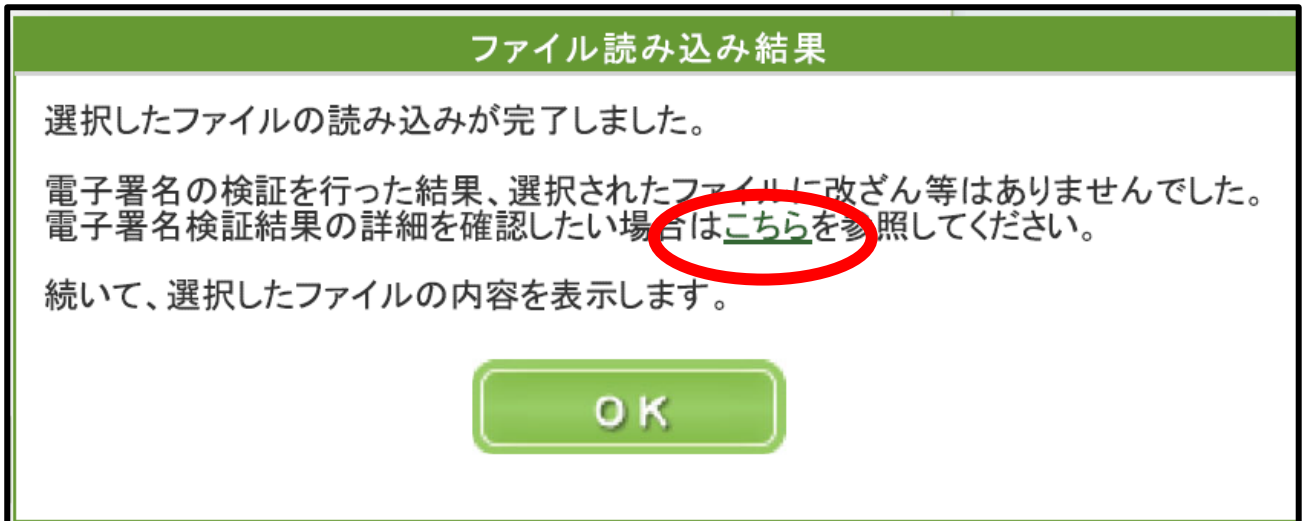 ファイル読み込み結果
選択したファイルの読み込みが完了しました。
電子署名の検証を行った結果、選択されたファイルに改ざん等はありませんでした。
電子署名検証結果の詳細を確認したい場合はこちらを参照してください。
続いて、選択したファイルの内容を表示します。
OK